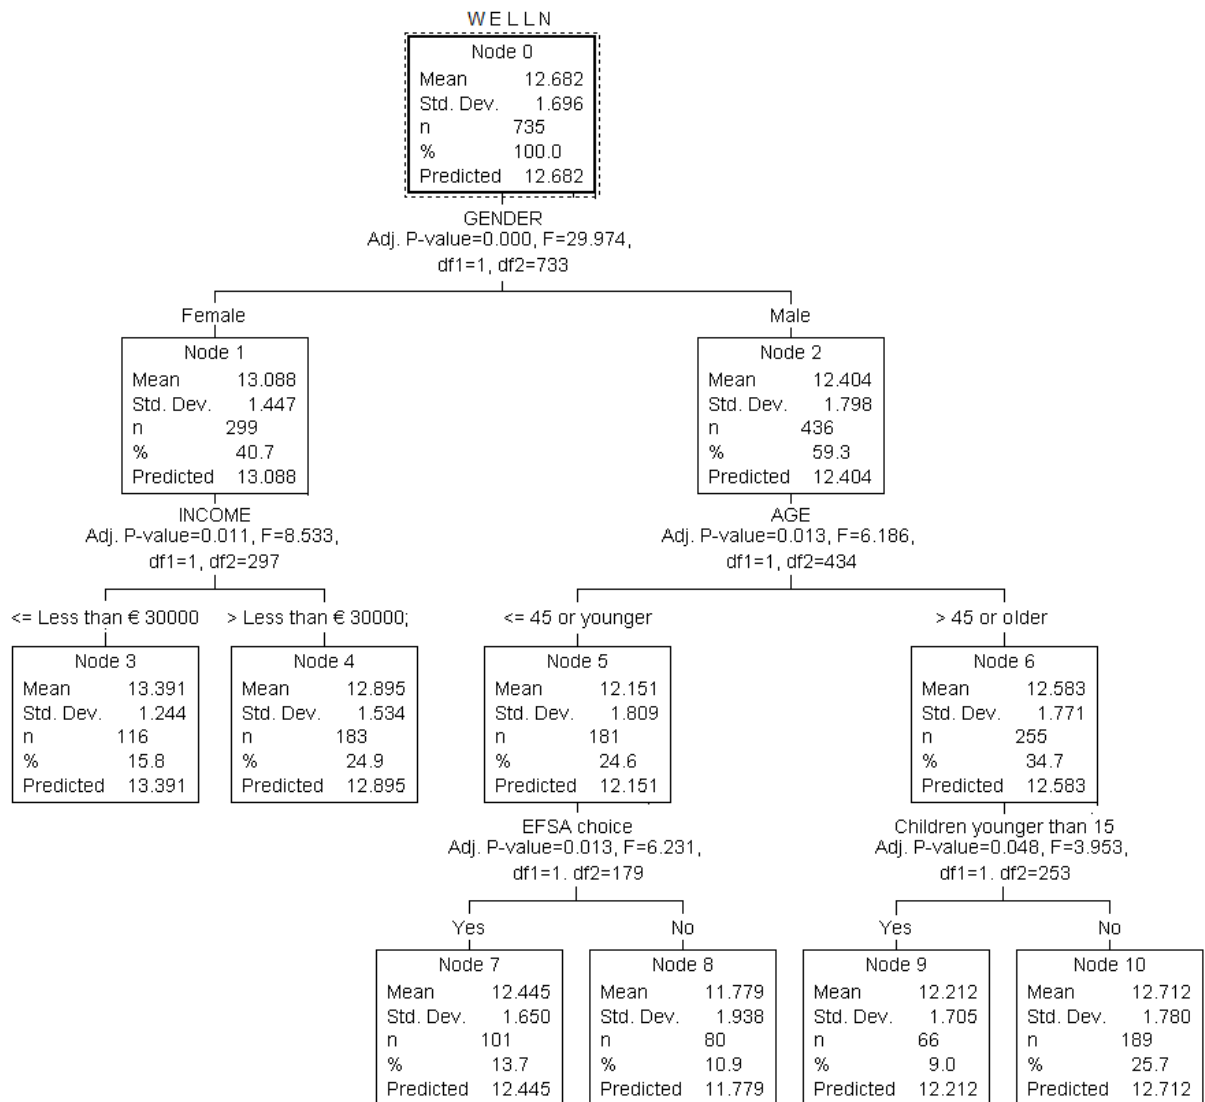 WELLN
Node 0
Mean 12.682
Std. Dev. 1.696
n 735
% 100.0
Predicted 12.682
GENDER
Adj. P-value=0.000, F=29.974,
df1=1, df2=733
Female
Male
Node 1
Mean 13.088
Std. Dev. 1.447
n 299
% 40.7
Predicted 13.088
Node 2
Mean 12.404
Std. Dev. 1.798
n 436
% 59.3
Predicted 12.404
INCOME
Adj. P-value=0.011, F=8.533,
df1=1, df2=297
AGE
Adj. P-value=0.013, F=6.186,
df1=1, df2=434
<= Less than € 30000
> Less than € 30000;
<= 45 or younger
> 45 or older
Node 3
Mean 13.391
Std. Dev. 1.244
n 116
% 15.8
Predicted 13.391
Node 4
Mean 12.895
Std. Dev. 1.534
n 183
% 24.9
Predicted 12.895
Node 5
Mean 12.151
Std. Dev. 1.809
n 181
% 24.6
Predicted 12.151
Node 6
Mean 12.583
Std. Dev. 1.771
n 255
% 34.7
Predicted 12.583
EFSA choice
Adj. P-value=0.013, F=6.231,
df1=1. df2=179
Children younger than 15
Adj. P-value=0.048, F=3.953,
df1=1. df2=253
Yes
No
Yes
No
Node 7
Mean 12.445
Std. Dev. 1.650
n 101
% 13.7
Predicted 12.445
Node 8
Mean 11.779
Std. Dev. 1.938
n 80
% 10.9
Predicted 11.779
Node 9
Mean 12.212
Std. Dev. 1.705
n 66
% 9.0
Predicted 12.212
Node 10
Mean 12.712
Std. Dev. 1.780
n 189
% 25.7
Predicted 12.712